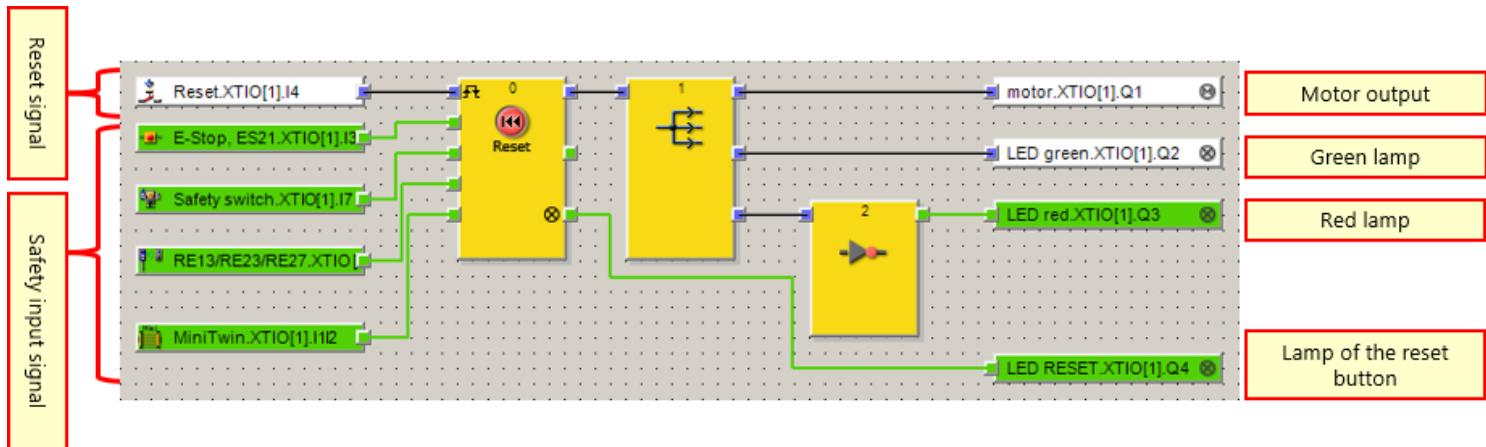 Reset signal
Safety input signal
Reset.XTIO[1].I4
E-Stop, ES21.XTIO[1].I3
Safety switch.XTIO[1].I7
RE13/RE23/RE27.XTIO[
MiniTwin.XTIO[1].I1I2
0
Reset
1
2
motor.XTIO[1].Q1
LED green.XTIO[1].Q2
LED red.XTIO[1].Q3
LED RESET.XTIO[1].Q4
Motor output
Green lamp
Red lamp
Lamp of the reset
button